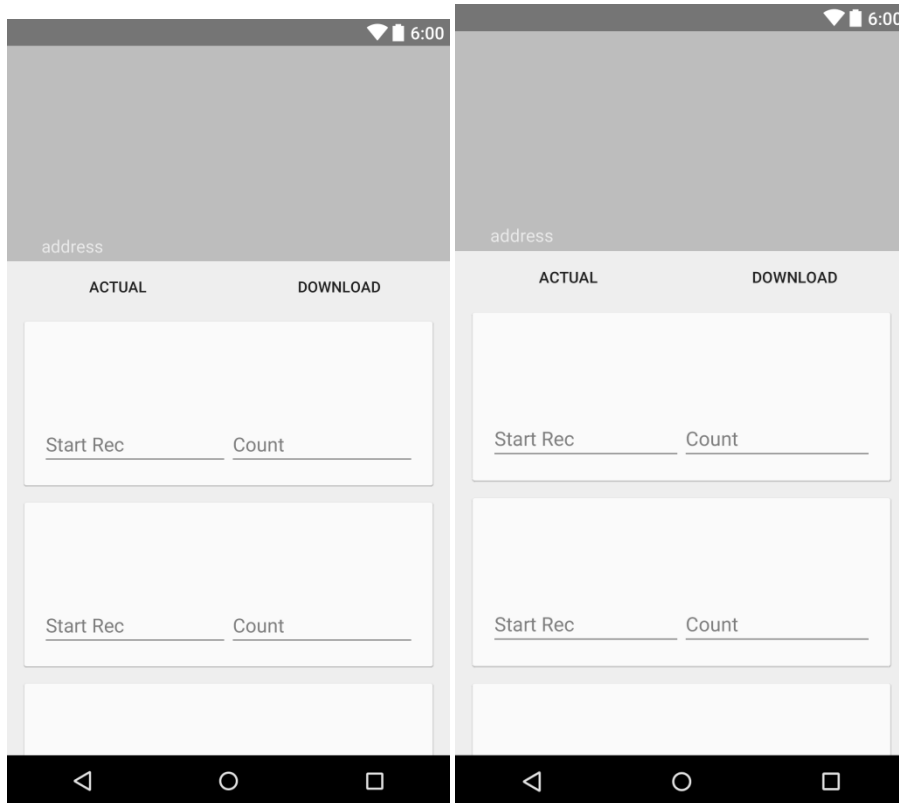 6:00
address
ACTUAL DOWNLOAD
Start Rec Count
Start Rec Count
6:00
address
ACTUAL DOWNLOAD
Start Rec Count
Start Rec Count